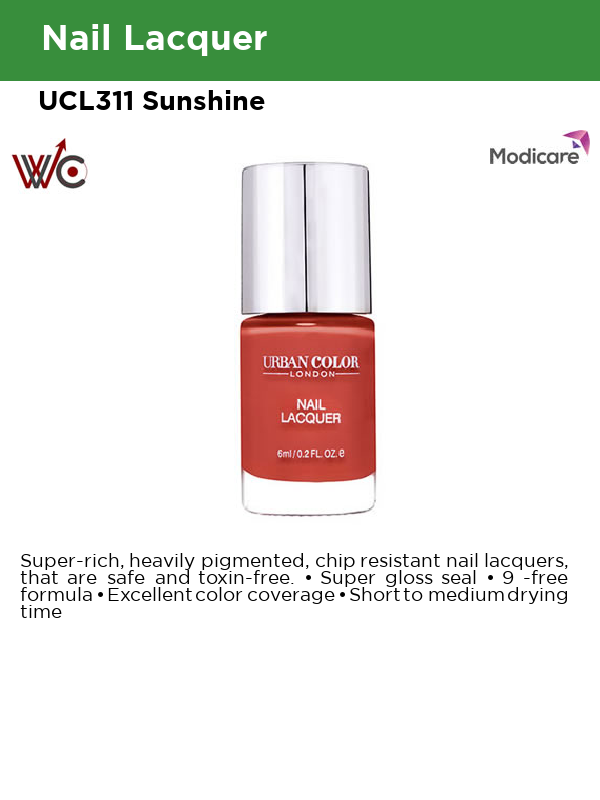 Nail Lacquer
UCL311 Sunshine
WC
Modicare
URBAN COLOR
LONDON
NAIL
LACQUER
6ml/0.2 FL. OZ. e
Super-rich, heavily pigmented, chip resistant nail lacquers,
that are safe and toxin-free. • Super gloss seal • 9 -free
formula • Excellent color coverage • Short to medium drying
time